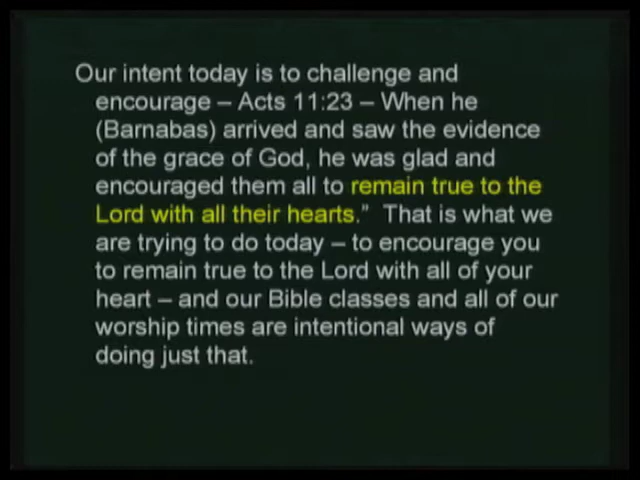 Our intent today is to challenge and
encourage – Acts 11:23 – When he
(Barnabas) arrived and saw the evidence
of the grace of God, he was glad and
encouraged them all to remain true to the
Lord with all their hearts.”  That is what we
are trying to do today – to encourage you
to remain true to the Lord with all of your
heart – and our Bible classes and all of our
worship times are intentional ways of
doing just that.